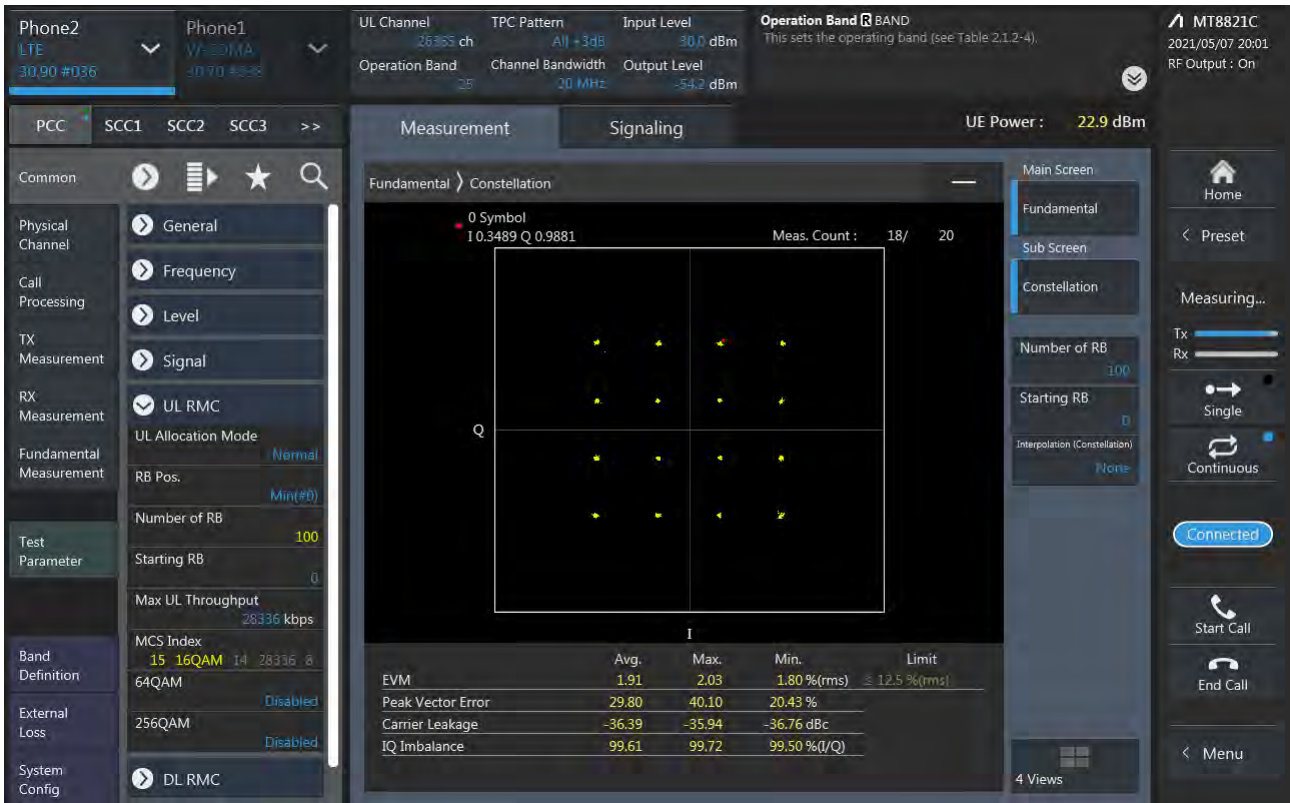 Phone2
LTE
30.90 #036
Phone1
W-CDMA
UL Channel
26365 ch
TPC Pattern
All +3dB
Input Level
30.0 dBm
Operation Band
25
Channel Bandwidth
20 MHz
Output Level
-54.2 dBm
Operation Band R BAND
This sets the operating band (see Table 2.1.2-4).
MT8821C
2021/05/07 20:01
RF Output : On
PCC SCC1 SCC2 SCC3 >>
Measurement
Signaling
UE Power : 22.9 dBm
Common
Physical
Channel
Call
Processing
TX
Measurement
RX
Measurement
Fundamental
Measurement
Test
Parameter
Band
Definition
External
Loss
System
Config
General
Frequency
Level
Signal
UL RMC
UL Allocation Mode
Normal
RB Pos.
Min(#0)
Number of RB
100
Starting RB
0
Max UL Throughput
28336 kbps
MCS Index
15 16QAM 14 28336 8
64QAM
Disabled
256QAM
Disabled
DL RMC
Fundamental 〉 Constellation
0 Symbol
I 0.3489 Q 0.9881
Meas. Count : 18/ 20
Q
I
Avg. Max. Min. Limit
EVM 1.91 2.03 1.80 %(rms) ≤ 12.5 %(rms)
Peak Vector Error 29.80 40.10 20.43 %
Carrier Leakage -36.39 -35.94 -36.76 dBc
IQ Imbalance 99.61 99.72 99.50 %(I/Q)
Main Screen
Fundamental
Sub Screen
Constellation
Number of RB
100
Starting RB
0
Interpolation (Constellation)
None
4 Views
Home
< Preset
Measuring...
Tx
Rx
Single
Continuous
Connected
Start Call
End Call
< Menu